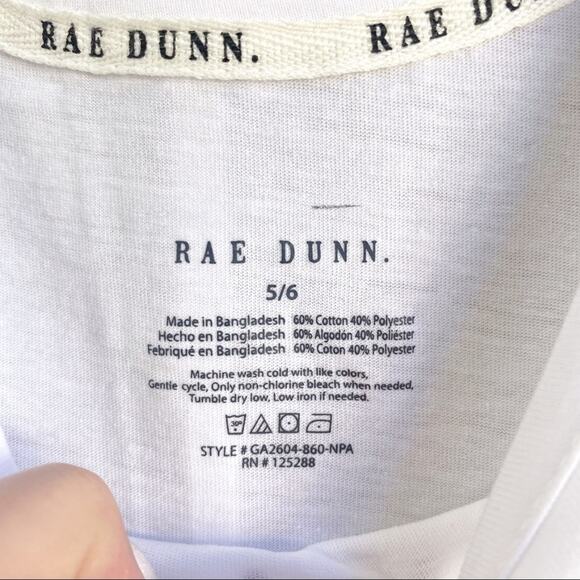 RAE DUNN. RAE DU
RAE DUNN.
5/6
Made in Bangladesh 60% Cotton 40% Polyester
Hecho en Bangladesh 60% Algodón 40% Poliéster
Fabriqué en Bangladesh 60% Coton 40% Polyester
Machine wash cold with like colors,
Gentle cycle, Only non-chlorine bleach when needed,
Tumble dry low, Low iron if needed.
30°
STYLE # GA2604-860-NPA
RN # 125288